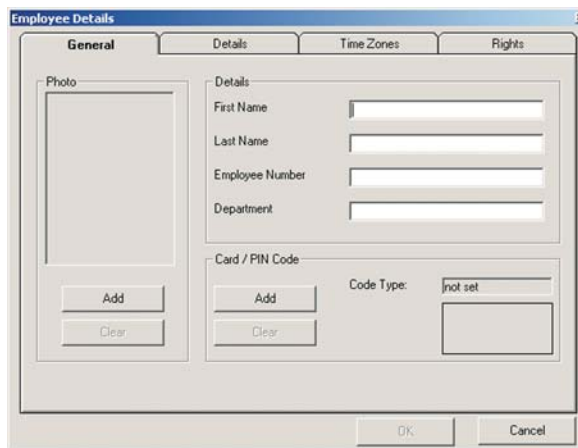 Employee Details
General Details Time Zones Rights
Photo
Add
Clear
Details
First Name
Last Name
Employee Number
Department
Card / PIN Code
Add
Clear
Code Type: not set
OK Cancel